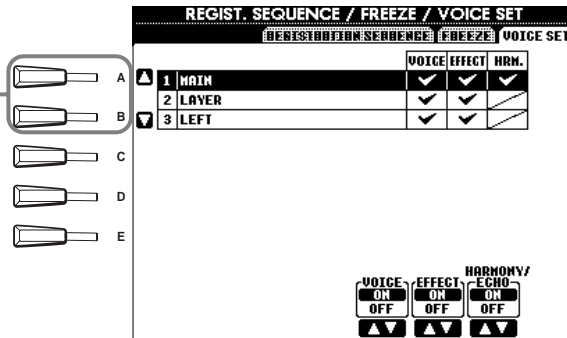 REGIST. SEQUENCE / FREEZE / VOICE SET
REGISTRATION SEQUENCE FREEZE VOICE SET
VOICE EFFECT HRM.
A
1 MAIN
B
2 LAYER
3 LEFT
C
D
E
HARMONY/
VOICE EFFECT ECHO
ON ON ON
OFF OFF OFF